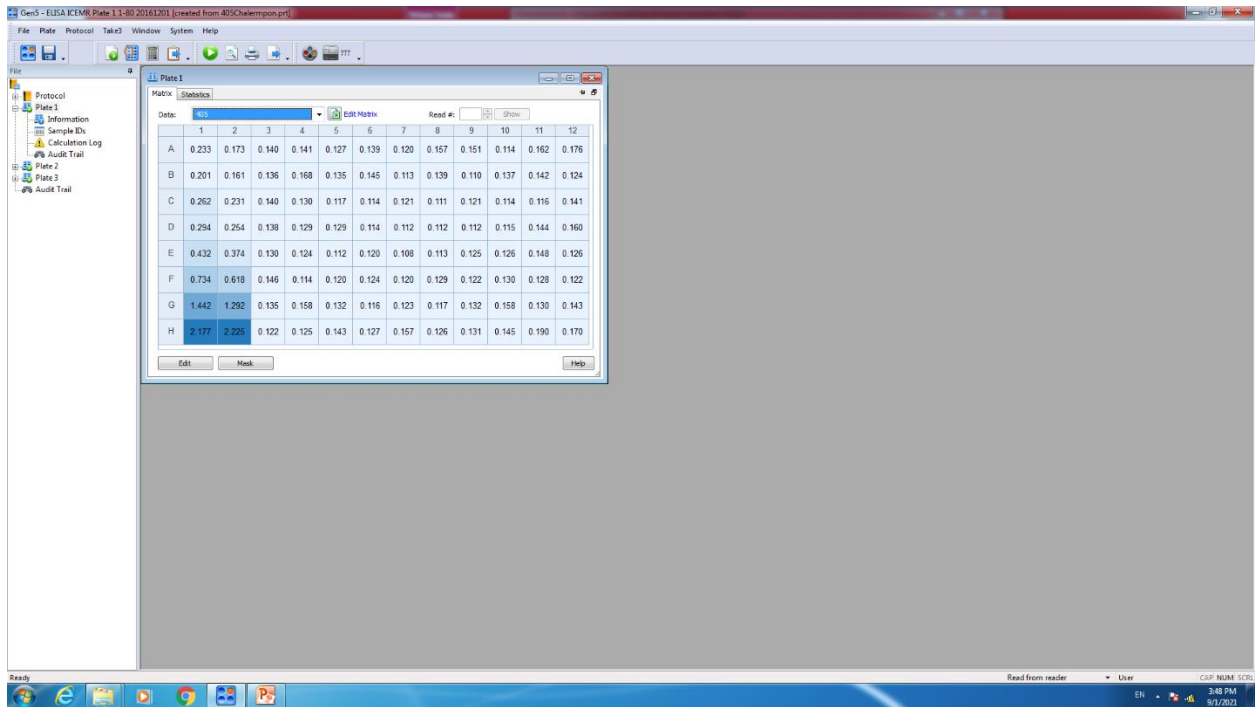 Gen5 - ELISA ICEMR Plate 1 1-80 20161201 [created from 405Chalermpon.prt]
File Plate Protocol Take3 Window System Help
???
File
Protocol
Plate 1
Information
Sample IDs
Calculation Log
Audit Trail
Plate 2
Plate 3
Audit Trail
Plate 1
Matrix Statistics
Data: 405 Edit Matrix Read #: Show
1 2 3 4 5 6 7 8 9 10 11 12
A 0.233 0.173 0.140 0.141 0.127 0.139 0.120 0.157 0.151 0.114 0.162 0.176
B 0.201 0.161 0.136 0.168 0.135 0.145 0.113 0.139 0.110 0.137 0.142 0.124
C 0.262 0.231 0.140 0.130 0.117 0.114 0.121 0.111 0.121 0.114 0.116 0.141
D 0.294 0.254 0.138 0.129 0.129 0.114 0.112 0.112 0.112 0.115 0.144 0.160
E 0.432 0.374 0.130 0.124 0.112 0.120 0.108 0.113 0.125 0.126 0.148 0.126
F 0.734 0.618 0.146 0.114 0.120 0.124 0.120 0.129 0.122 0.130 0.128 0.122
G 1.442 1.292 0.135 0.158 0.132 0.116 0.123 0.117 0.132 0.158 0.130 0.143
H 2.177 2.225 0.122 0.125 0.143 0.127 0.157 0.126 0.131 0.145 0.190 0.170
Edit Mask Help
Ready Read from reader User CAP NUM SCRL
EN 3:48 PM
9/1/2021